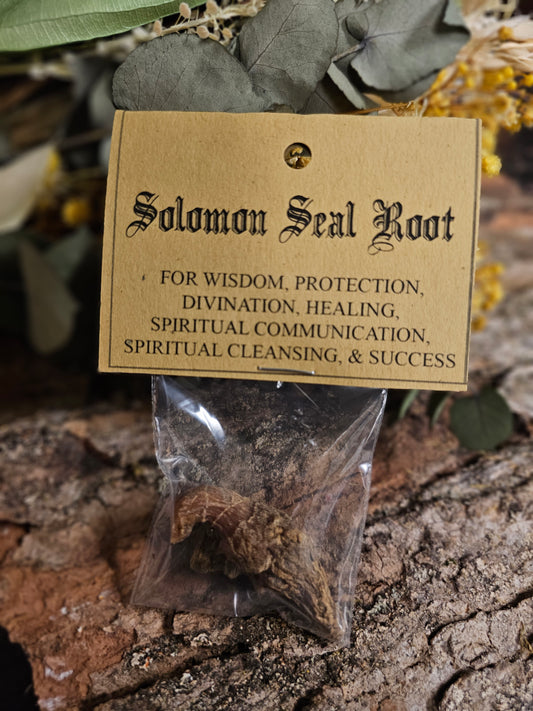 Solomon Seal Root
FOR WISDOM, PROTECTION,
DIVINATION, HEALING,
SPIRITUAL COMMUNICATION,
SPIRITUAL CLEANSING, & SUCCESS